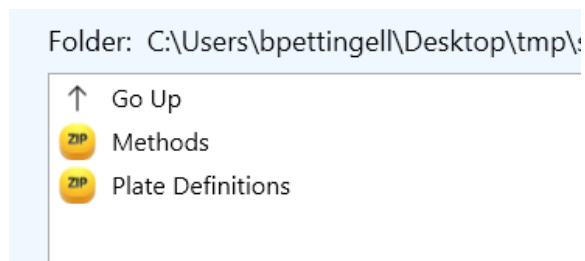 Folder: C:\Users\bpettingell\Desktop\tmp\
Go Up
ZIP Methods
ZIP Plate Definitions